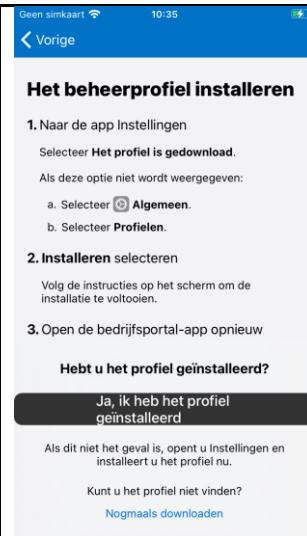 Geen simkaart 10:35
Vorige
Het beheerprofiel installeren
1. Naar de app Instellingen
Selecteer Het profiel is gedownload.
Als deze optie niet wordt weergegeven:
a. Selecteer Algemeen.
b. Selecteer Profielen.
2. Installeren selecteren
Volg de instructies op het scherm om de
installatie te voltooien.
3. Open de bedrijfsportal-app opnieuw
Hebt u het profiel geïnstalleerd?
Ja, ik heb het profiel
geïnstalleerd
Als dit niet het geval is, opent u Instellingen en
installeert u het profiel nu.
Kunt u het profiel niet vinden?
Nogmaals downloaden